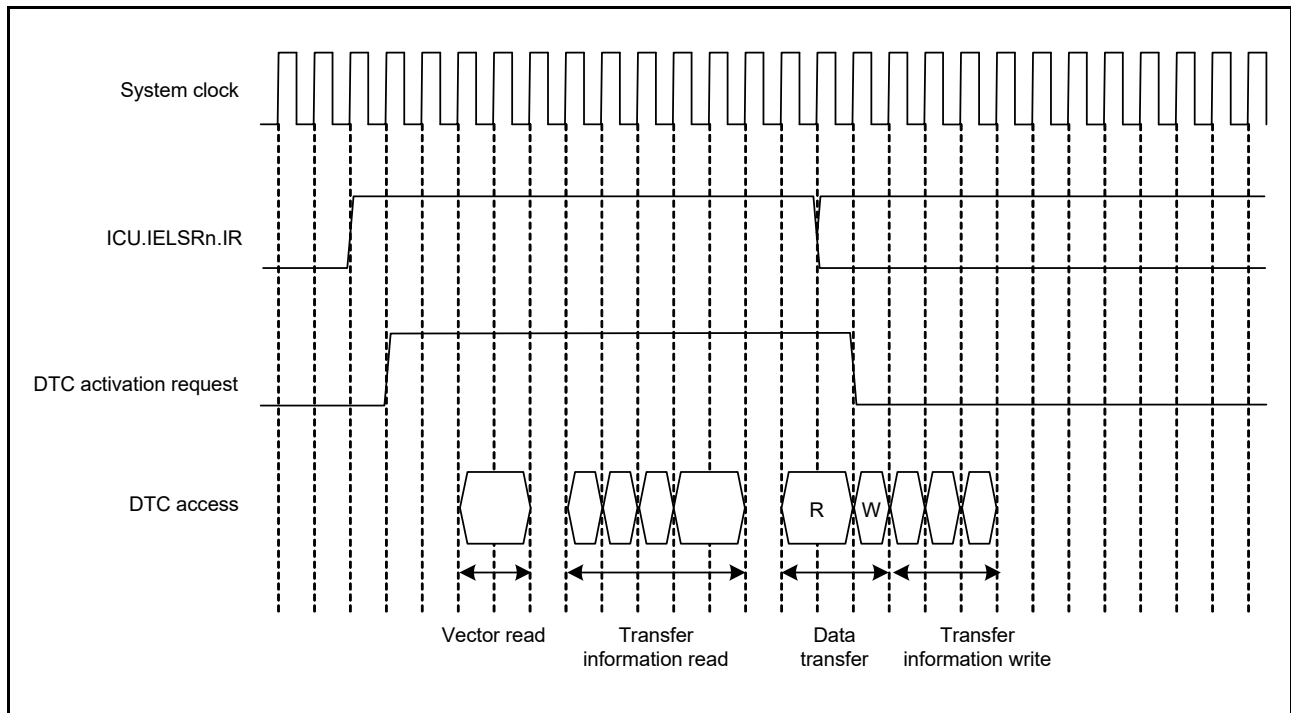 System clock
ICU.IELSRn.IR
DTC activation request
DTC access
R
W
Vector read
Transfer
information read
Data
transfer
Transfer
information write